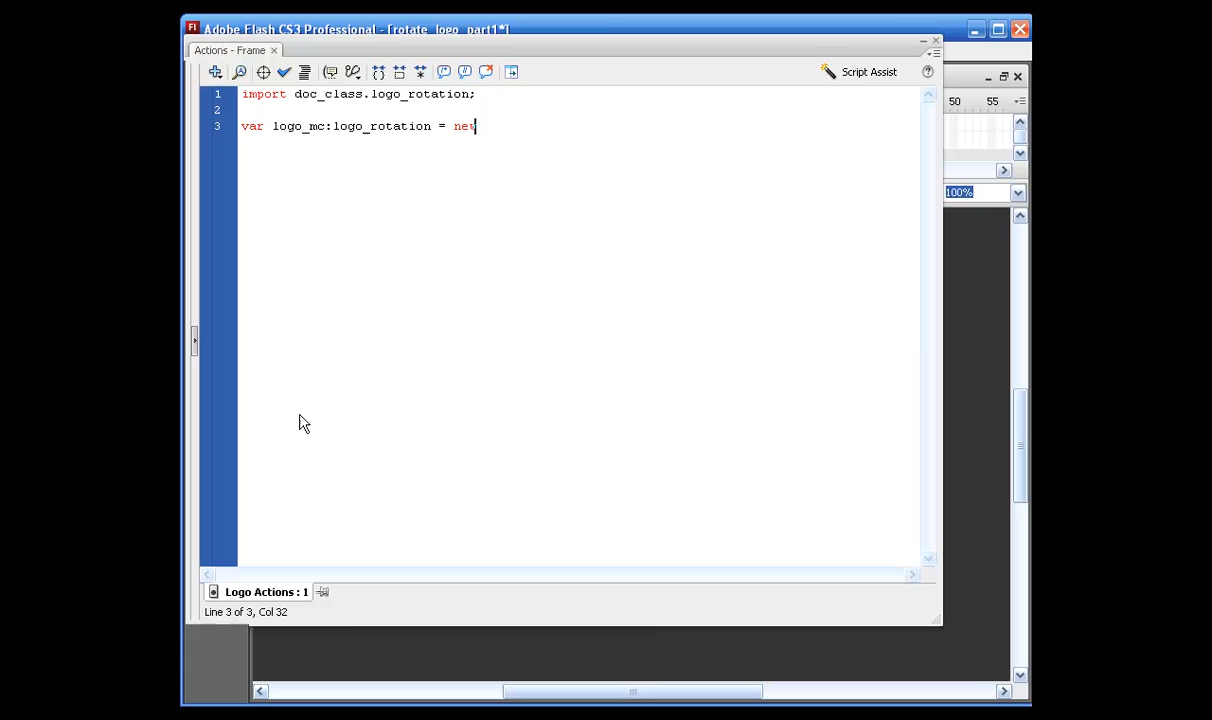 Adobe Flash CS3 Professional - [rotate_logo_part1*]
Actions - Frame
Script Assist
1 import doc_class.logo_rotation;
2
3 var logo_mc:logo_rotation = new
50 55
100%
Logo Actions : 1
Line 3 of 3, Col 32